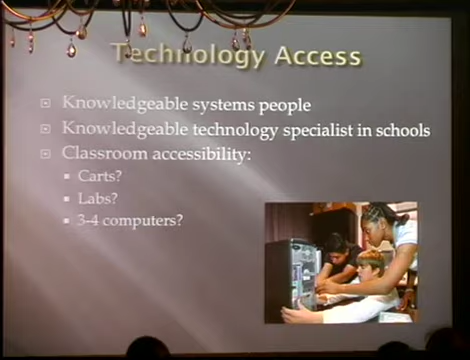 Technology Access
Knowledgeable systems people
Knowledgeable technology specialist in schools
Classroom accessibility:
Carts?
Labs?
3-4 computers?